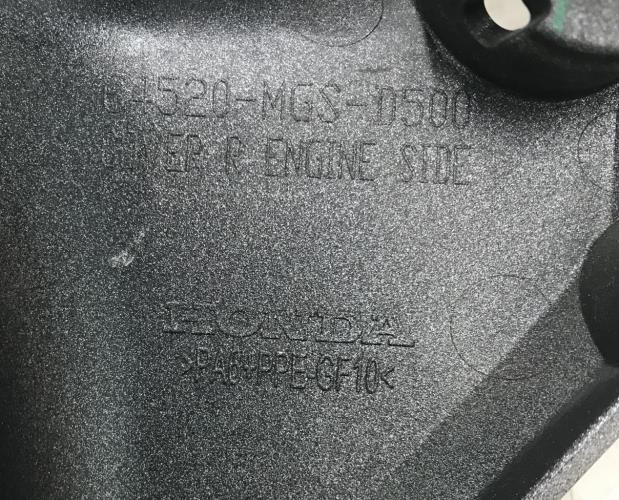 64520-MGS-D500
COVER R ENGINE SIDE
HONDA
>PA6+PPE-GF10<